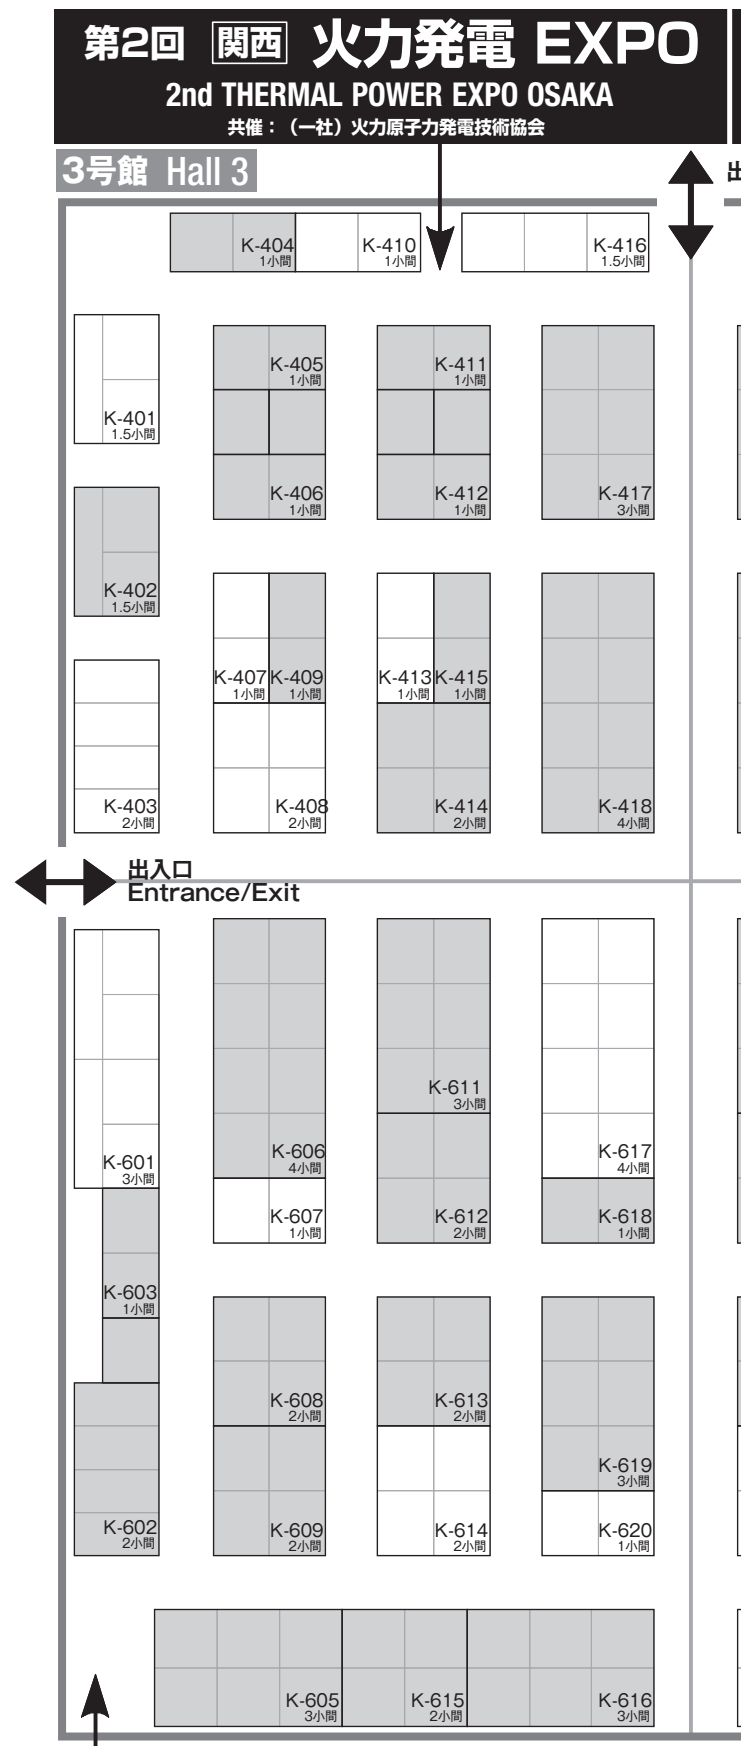 第2回 関西 火力発電 EXPO
2nd THERMAL POWER EXPO OSAKA
共催：（一社）火力原子力発電技術協会
3号館 Hall 3
出
K-404
1小間
K-410
1小間
K-416
1.5小間
K-401
1.5小間
K-405
1小間
K-411
1小間
K-406
1小間
K-412
1小間
K-417
3小間
K-402
1.5小間
K-407
1小間
K-409
1小間
K-413
1小間
K-415
1小間
K-403
2小間
K-408
2小間
K-414
2小間
K-418
4小間
出入口
Entrance/Exit
K-611
3小間
K-601
3小間
K-606
4小間
K-617
4小間
K-607
1小間
K-612
2小間
K-618
1小間
K-603
1小間
K-608
2小間
K-613
2小間
K-619
3小間
K-602
2小間
K-609
2小間
K-614
2小間
K-620
1小間
K-605
3小間
K-615
2小間
K-616
3小間